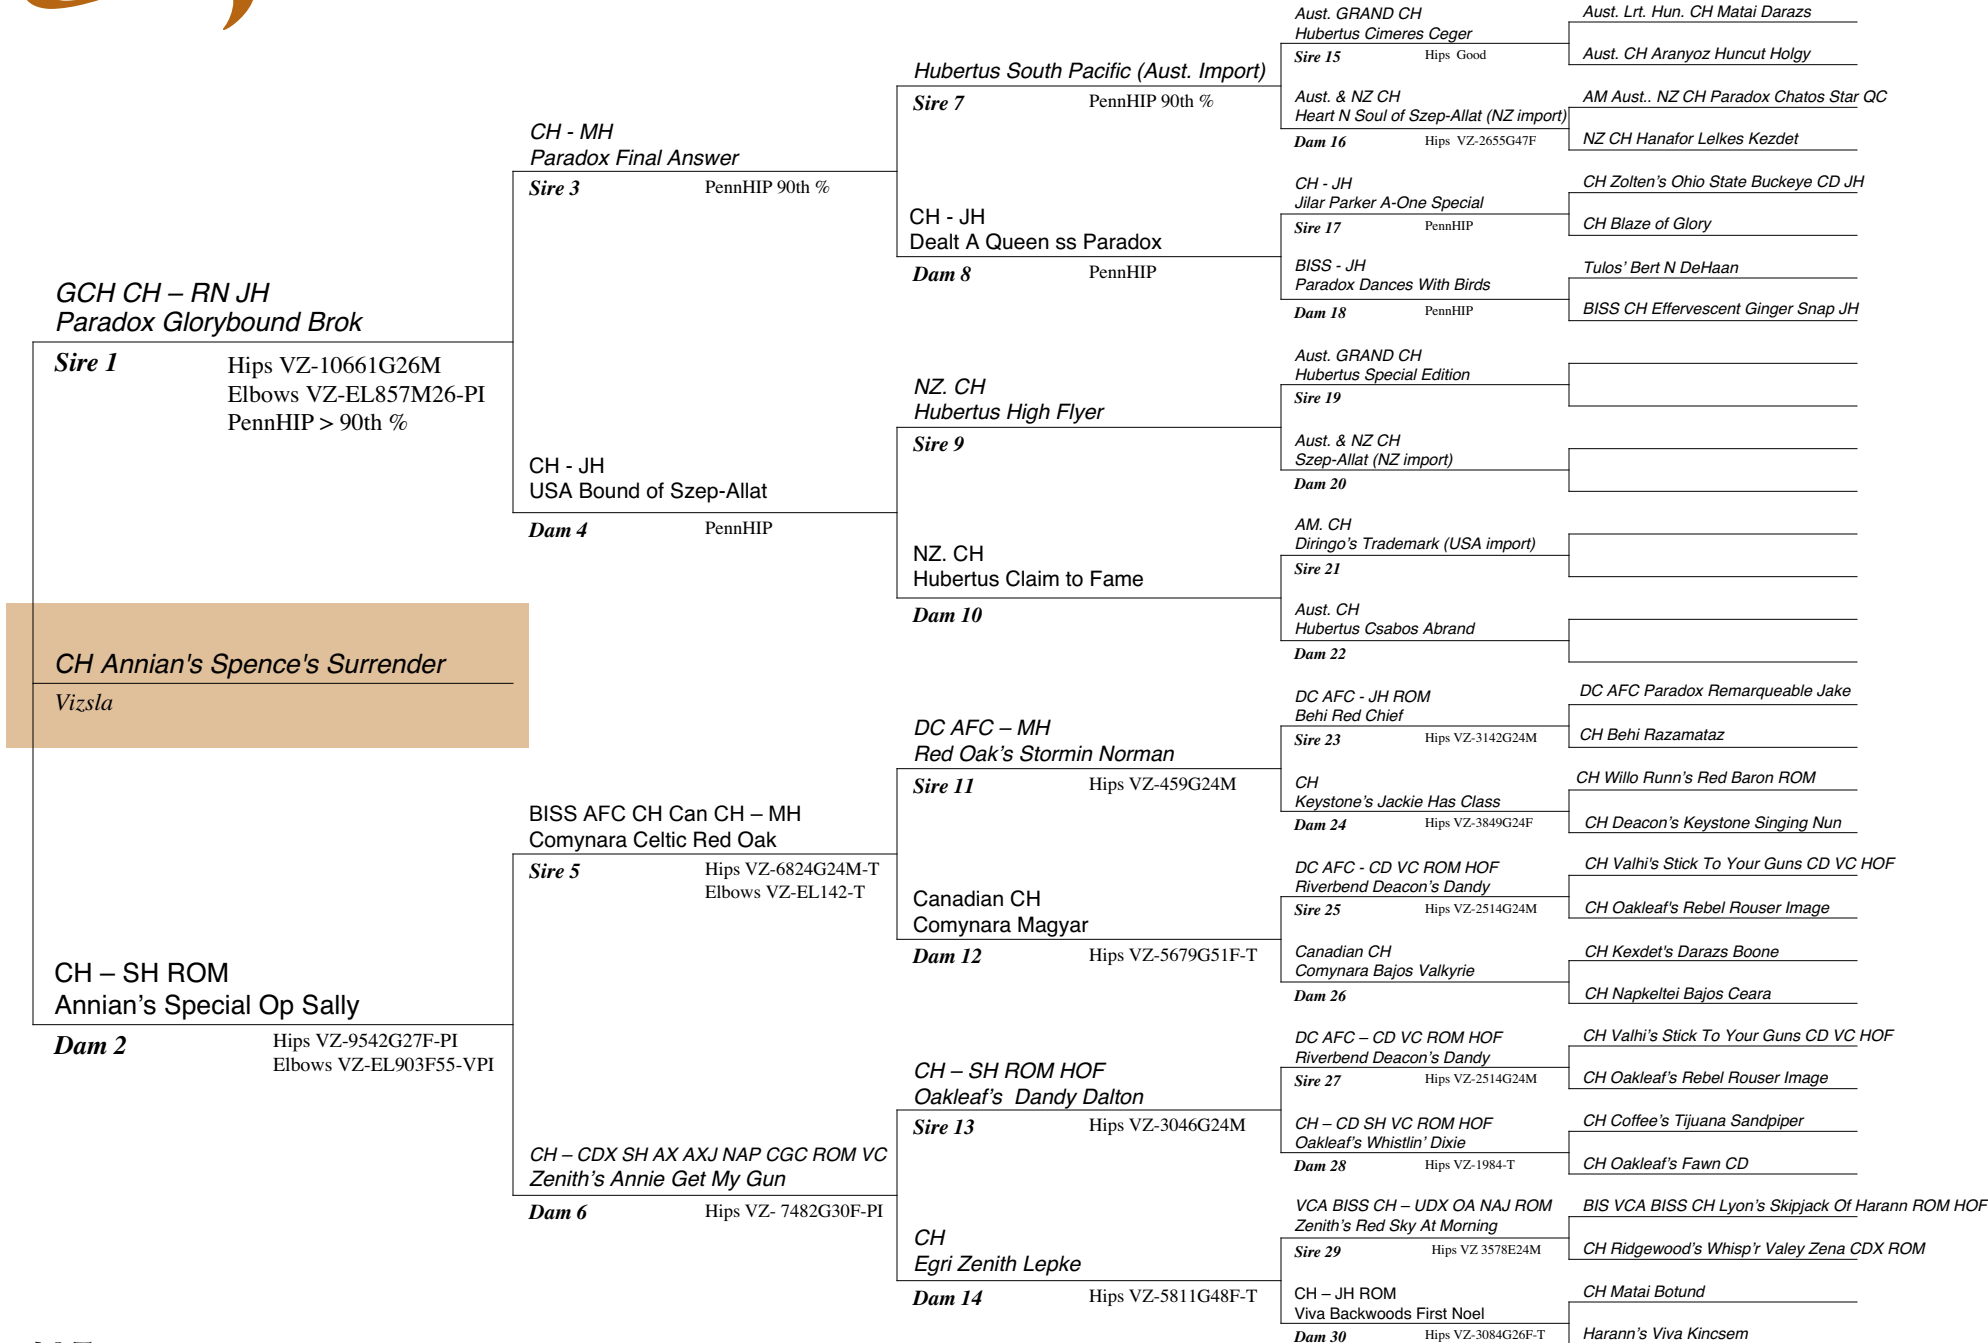 GCH CH – RN JH
Paradox Glorybound Brok
Sire 1
Hips VZ-10661G26M
Elbows VZ-EL857M26-PI
PennHIP > 90th %
CH Annian's Spence's Surrender
Vizsla
CH – SH ROM
Annian’s Special Op Sally
Dam 2
Hips VZ-9542G27F-PI
Elbows VZ-EL903F55-VPI
CH - MH
Paradox Final Answer
Sire 3
PennHIP 90th %
CH - JH
USA Bound of Szep-Allat
Dam 4
PennHIP
BISS AFC CH Can CH – MH
Comynara Celtic Red Oak
Sire 5
Hips VZ-6824G24M-T
Elbows VZ-EL142-T
CH – CDX SH AX AXJ NAP CGC ROM VC
Zenith’s Annie Get My Gun
Dam 6
Hips VZ- 7482G30F-PI
Hubertus South Pacific (Aust. Import)
Sire 7
PennHIP 90th %
CH - JH
Dealt A Queen ss Paradox
Dam 8
PennHIP
NZ. CH
Hubertus High Flyer
Sire 9
NZ. CH
Hubertus Claim to Fame
Dam 10
DC AFC – MH
Red Oak’s Stormin Norman
Sire 11
Hips VZ-459G24M
Canadian CH
Comynara Magyar
Dam 12
Hips VZ-5679G51F-T
CH – SH ROM HOF
Oakleaf’s Dandy Dalton
Sire 13
Hips VZ-3046G24M
CH
Egri Zenith Lepke
Dam 14
Hips VZ-5811G48F-T
Aust. GRAND CH
Hubertus Cimeres Ceger
Sire 15
Hips Good
Aust. & NZ CH
Heart N Soul of Szep-Allat (NZ import)
Dam 16
Hips VZ-2655G47F
CH - JH
Jilar Parker A-One Special
Sire 17
PennHIP
BISS - JH
Paradox Dances With Birds
Dam 18
PennHIP
Aust. GRAND CH
Hubertus Special Edition
Sire 19
Aust. & NZ CH
Szep-Allat (NZ import)
Dam 20
AM. CH
Diringo’s Trademark (USA import)
Sire 21
Aust. CH
Hubertus Csabos Abrand
Dam 22
DC AFC - JH ROM
Behi Red Chief
Sire 23
Hips VZ-3142G24M
CH
Keystone’s Jackie Has Class
Dam 24
Hips VZ-3849G24F
DC AFC - CD VC ROM HOF
Riverbend Deacon’s Dandy
Sire 25
Hips VZ-2514G24M
Canadian CH
Comynara Bajos Valkyrie
Dam 26
DC AFC – CD VC ROM HOF
Riverbend Deacon’s Dandy
Sire 27
Hips VZ-2514G24M
CH – CD SH VC ROM HOF
Oakleaf’s Whistlin’ Dixie
Dam 28
Hips VZ-1984-T
VCA BISS CH – UDX OA NAJ ROM
Zenith’s Red Sky At Morning
Sire 29
Hips VZ 3578E24M
CH – JH ROM
Viva Backwoods First Noel
Dam 30
Hips VZ-3084G26F-T
Aust. Lrt. Hun. CH Matai Darazs
Aust. CH Aranyoz Huncut Holgy
AM Aust.. NZ CH Paradox Chatos Star QC
NZ CH Hanafor Lelkes Kezdet
CH Zolten’s Ohio State Buckeye CD JH
CH Blaze of Glory
Tulos’ Bert N DeHaan
BISS CH Effervescent Ginger Snap JH
DC AFC Paradox Remarqueable Jake
CH Behi Razamataz
CH Willo Runn’s Red Baron ROM
CH Deacon’s Keystone Singing Nun
CH Valhi’s Stick To Your Guns CD VC HOF
CH Oakleaf's Rebel Rouser Image
CH Kexdet’s Darazs Boone
CH Napkeltei Bajos Ceara
CH Valhi’s Stick To Your Guns CD VC HOF
CH Oakleaf’s Rebel Rouser Image
CH Coffee’s Tijuana Sandpiper
CH Oakleaf’s Fawn CD
BIS VCA BISS CH Lyon’s Skipjack Of Harann ROM HOF
CH Ridgewood’s Whisp’r Valey Zena CDX ROM
CH Matai Botund
Harann’s Viva Kincsem